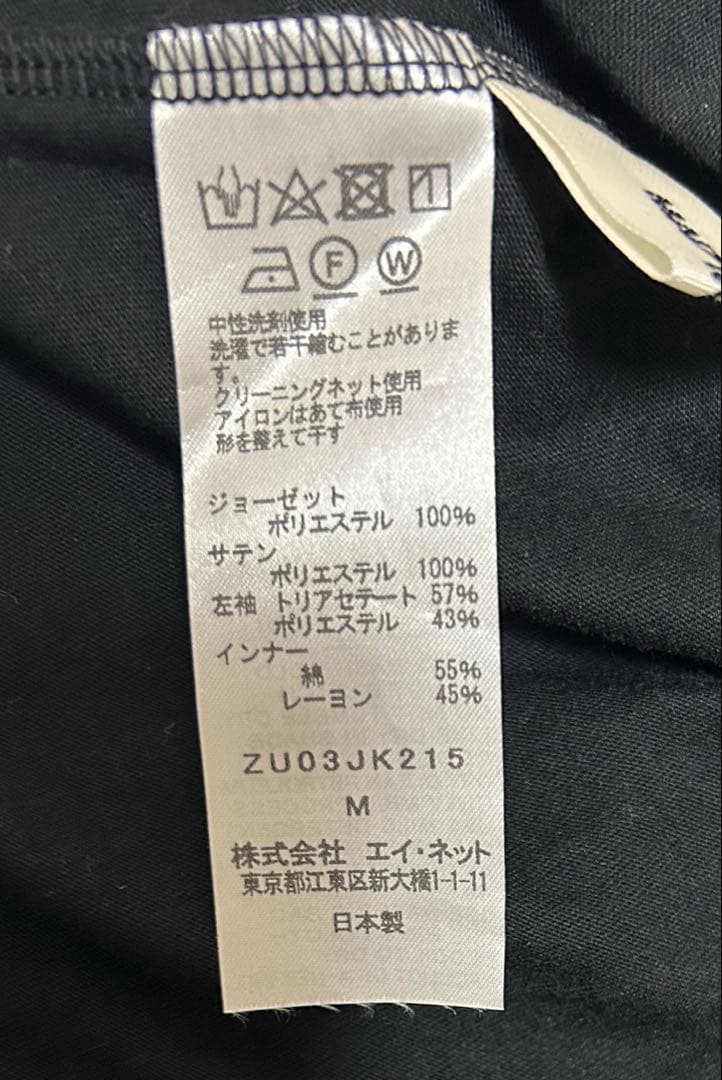 F W
中性洗剤使用
洗濯で若干縮むことがありま
す。
クリーニングネット使用
アイロンはあて布使用
形を整えて干す
ジョーゼット
ポリエステル 100%
サテン
ポリエステル 100%
左袖 トリアセテート 57%
ポリエステル 43%
インナー
綿 55%
レーヨン 45%
ZU03JK215
M
株式会社 エイ・ネット
東京都江東区新大橋1-1-11
日本製